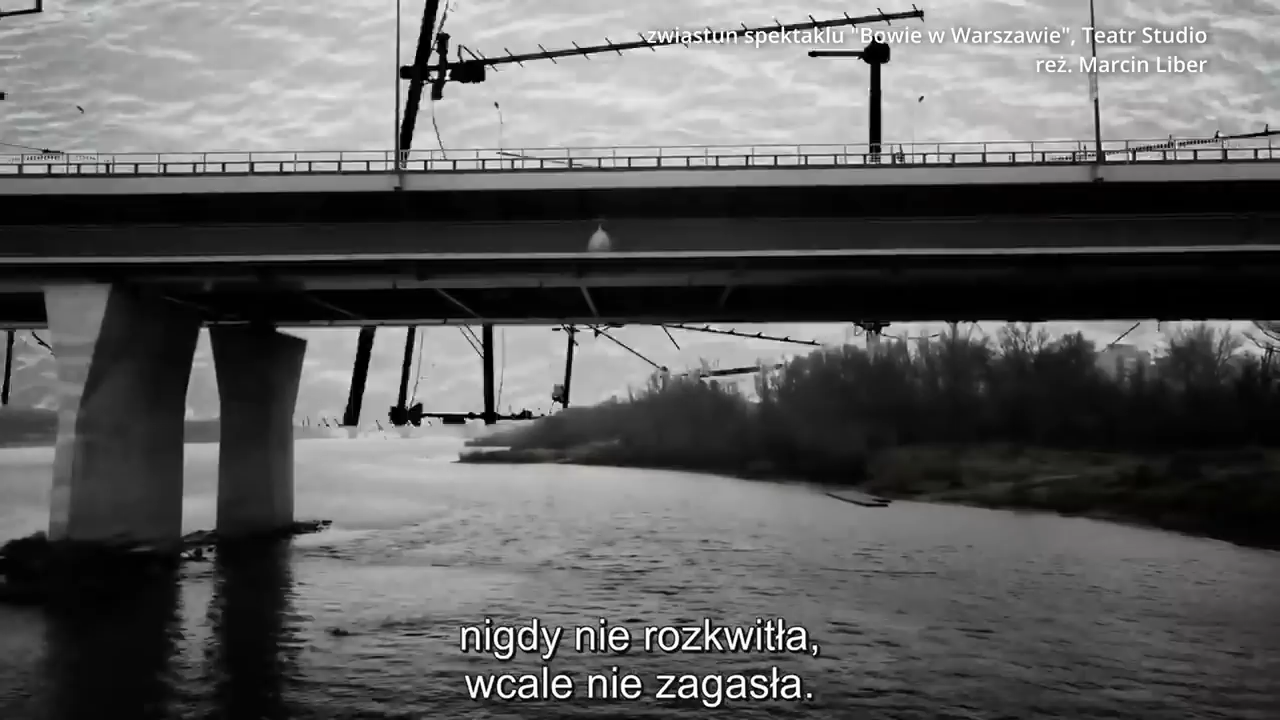 zwiastun spektaklu "Bowie w Warszawie", Teatr Studio
reż. Marcin Liber
nigdy nie rozkwitła,
wcale nie zagasła.